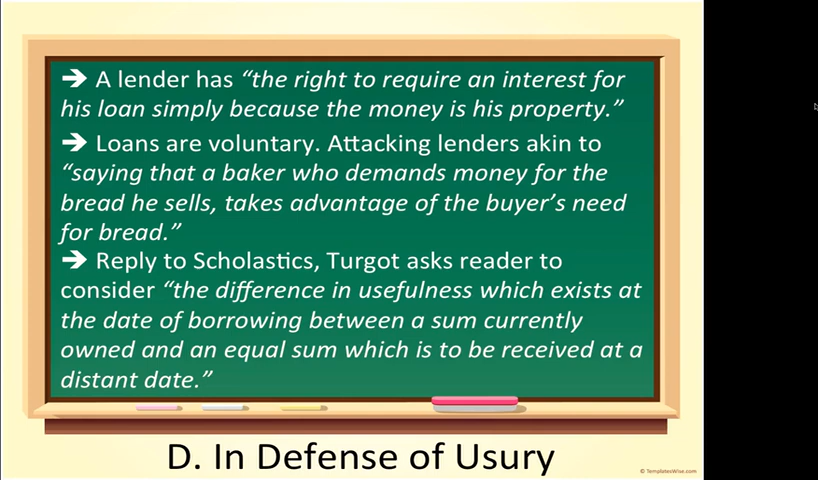 ➔ A lender has “the right to require an interest for
his loan simply because the money is his property.”
➔ Loans are voluntary. Attacking lenders akin to
“saying that a baker who demands money for the
bread he sells, takes advantage of the buyer’s need
for bread.”
➔ Reply to Scholastics, Turgot asks reader to
consider “the difference in usefulness which exists at
the date of borrowing between a sum currently
owned and an equal sum which is to be received at a
distant date.”
D. In Defense of Usury
© TemplatesWise.com